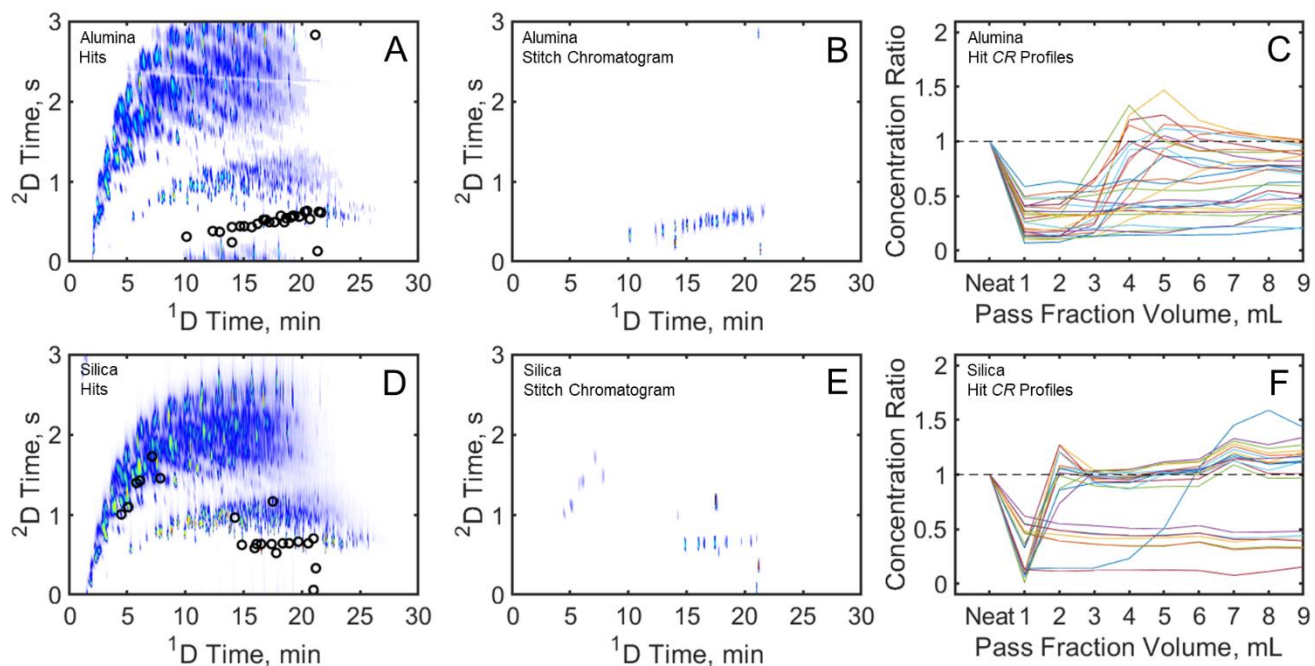 Alumina
Hits
A
3
2
1
0
²D Time, s
0 5 10 15 20 25 30
¹D Time, min
Alumina
Stitch Chromatogram
B
3
2
1
0
²D Time, s
0 5 10 15 20 25 30
¹D Time, min
Alumina
Hit CR Profiles
C
2
1.5
1
0.5
0
Concentration Ratio
Neat 1 2 3 4 5 6 7 8 9
Pass Fraction Volume, mL
Silica
Hits
D
3
2
1
0
²D Time, s
0 5 10 15 20 25 30
¹D Time, min
Silica
Stitch Chromatogram
E
3
2
1
0
²D Time, s
0 5 10 15 20 25 30
¹D Time, min
Silica
Hit CR Profiles
F
2
1.5
1
0.5
0
Concentration Ratio
Neat 1 2 3 4 5 6 7 8 9
Pass Fraction Volume, mL